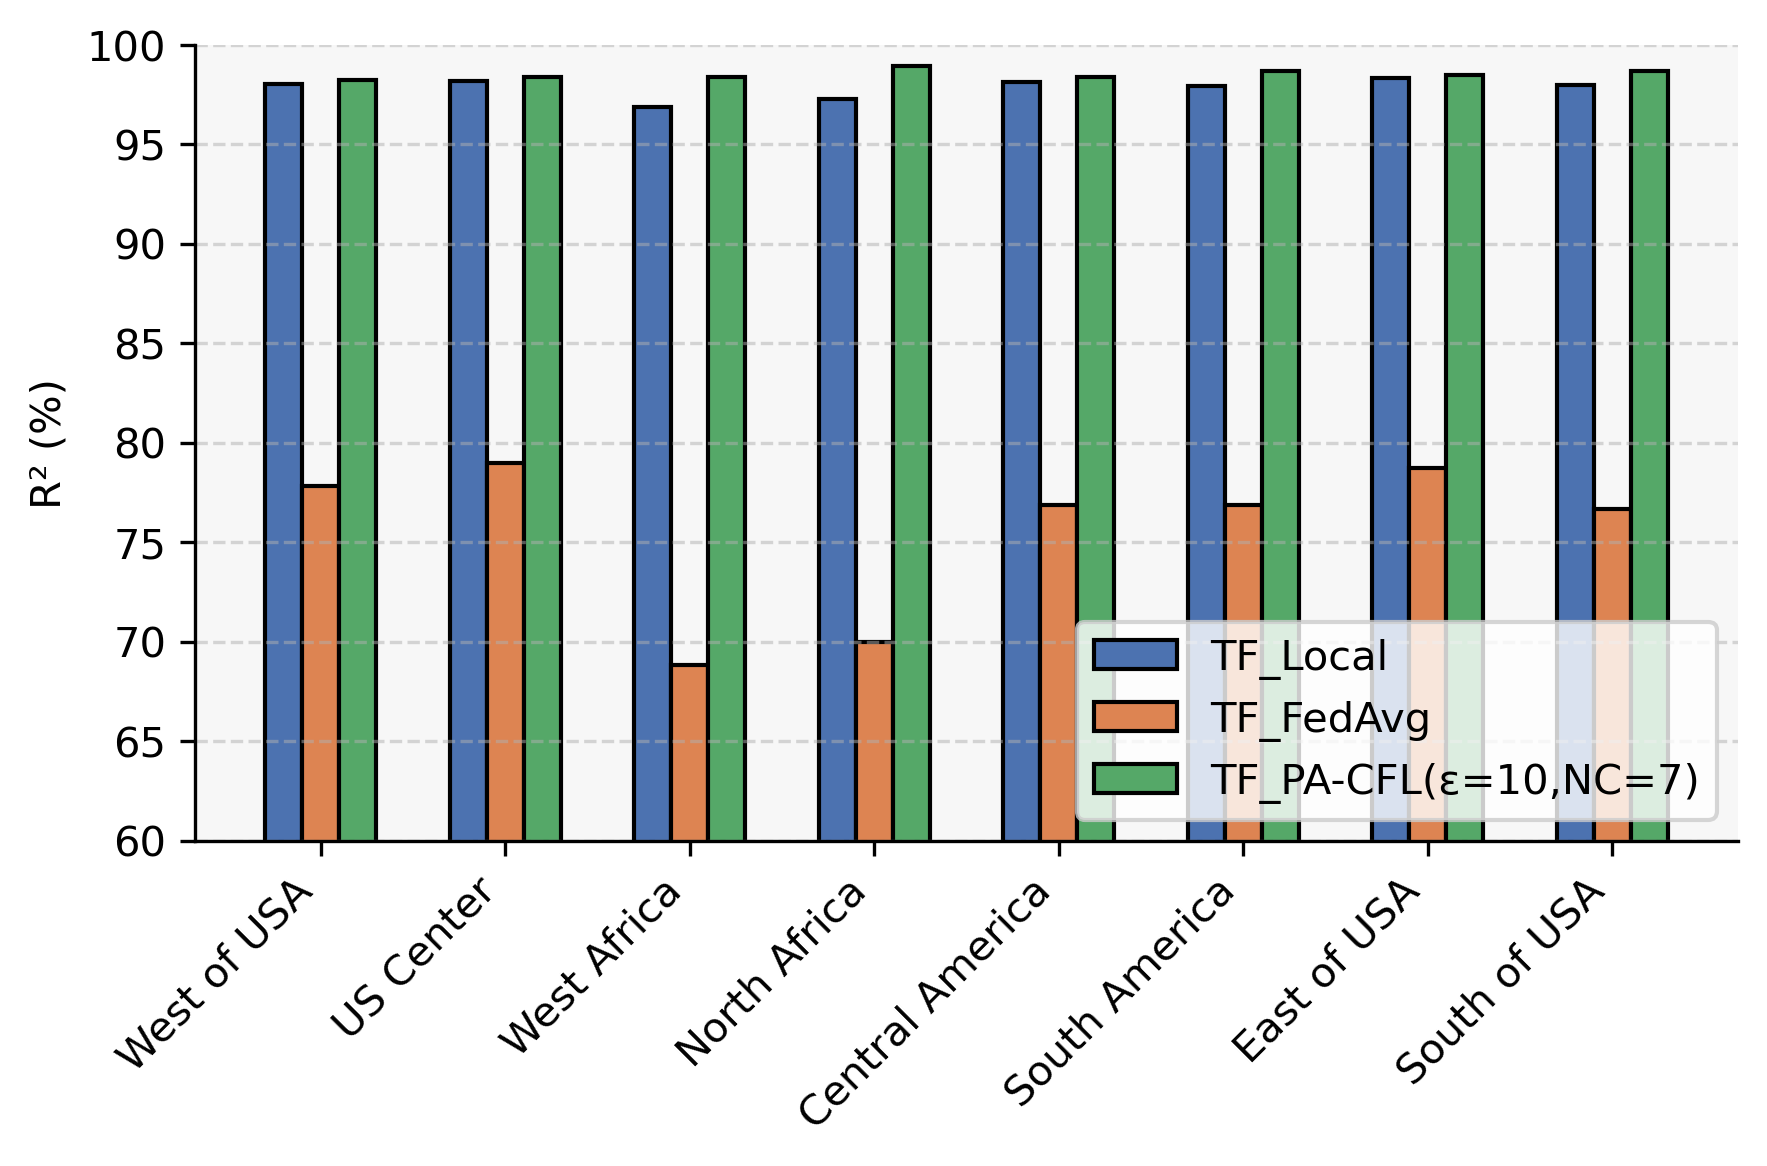 100
95
90
85
80
75
70
65
60
R² (%)
TF_Local
TF_FedAvg
TF_PA-CFL(ε=10,NC=7)
West of USA
US Center
West Africa
North Africa
Central America
South America
East of USA
South of USA